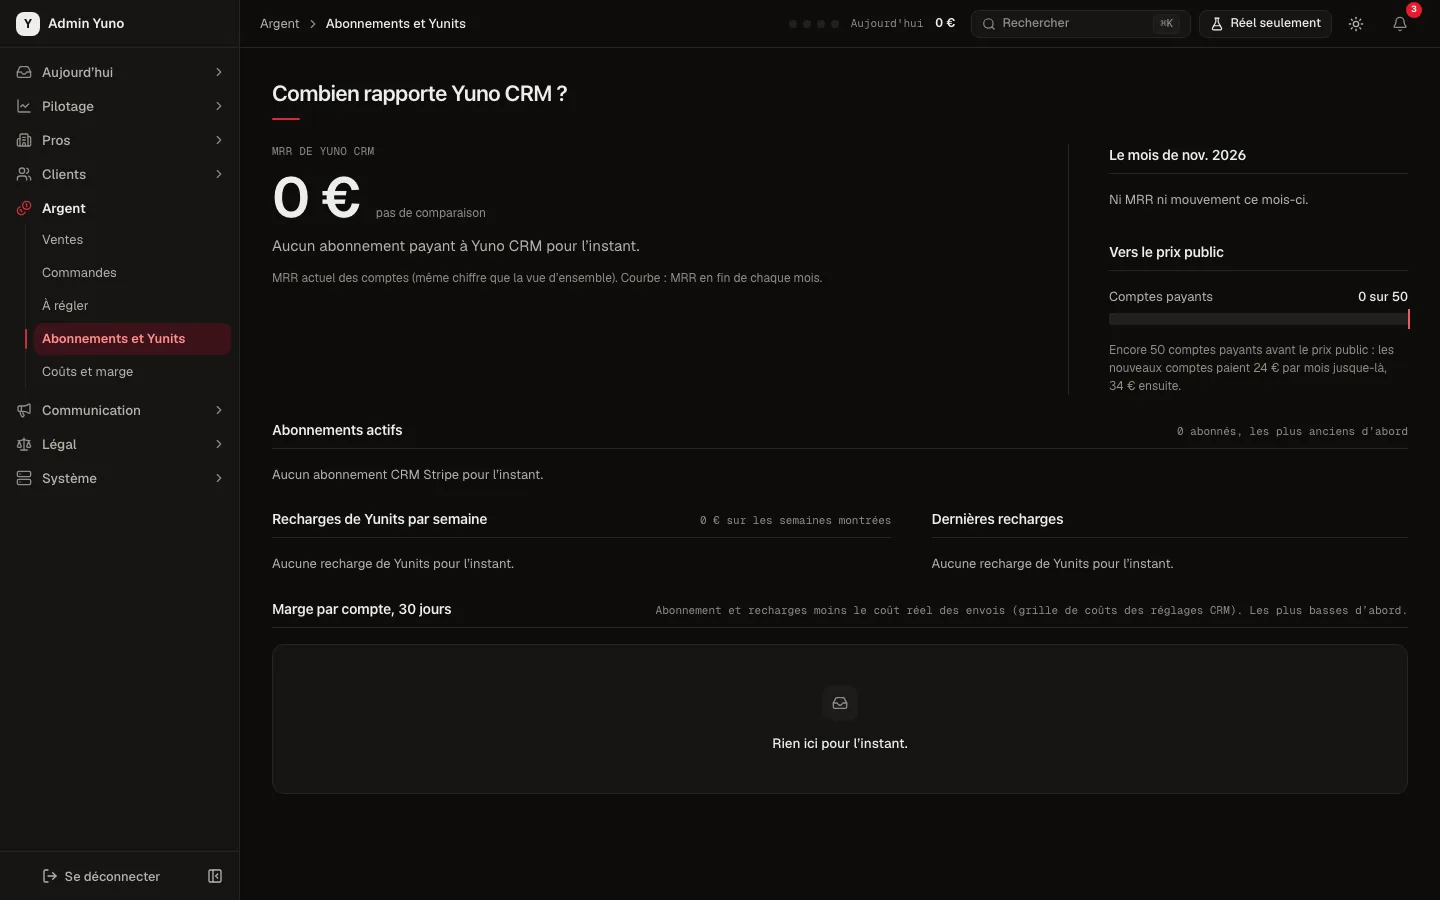 Y Admin Yuno
Argent > Abonnements et Yunits
Aujourd'hui 0 €
Rechercher ⌘K
Réel seulement
3
Aujourd'hui
Pilotage
Pros
Clients
Argent
Ventes
Commandes
À régler
Abonnements et Yunits
Coûts et marge
Communication
Légal
Système
Se déconnecter
Combien rapporte Yuno CRM ?
MRR DE YUNO CRM
0 € pas de comparaison
Aucun abonnement payant à Yuno CRM pour l'instant.
MRR actuel des comptes (même chiffre que la vue d'ensemble). Courbe : MRR en fin de chaque mois.
Le mois de nov. 2026
Ni MRR ni mouvement ce mois-ci.
Vers le prix public
Comptes payants 0 sur 50
Encore 50 comptes payants avant le prix public : les
nouveaux comptes paient 24 € par mois jusque-là,
34 € ensuite.
Abonnements actifs 0 abonnés, les plus anciens d'abord
Aucun abonnement CRM Stripe pour l'instant.
Recharges de Yunits par semaine 0 € sur les semaines montrées
Aucune recharge de Yunits pour l'instant.
Dernières recharges
Aucune recharge de Yunits pour l'instant.
Marge par compte, 30 jours Abonnement et recharges moins le coût réel des envois (grille de coûts des réglages CRM). Les plus basses d'abord.
Rien ici pour l'instant.